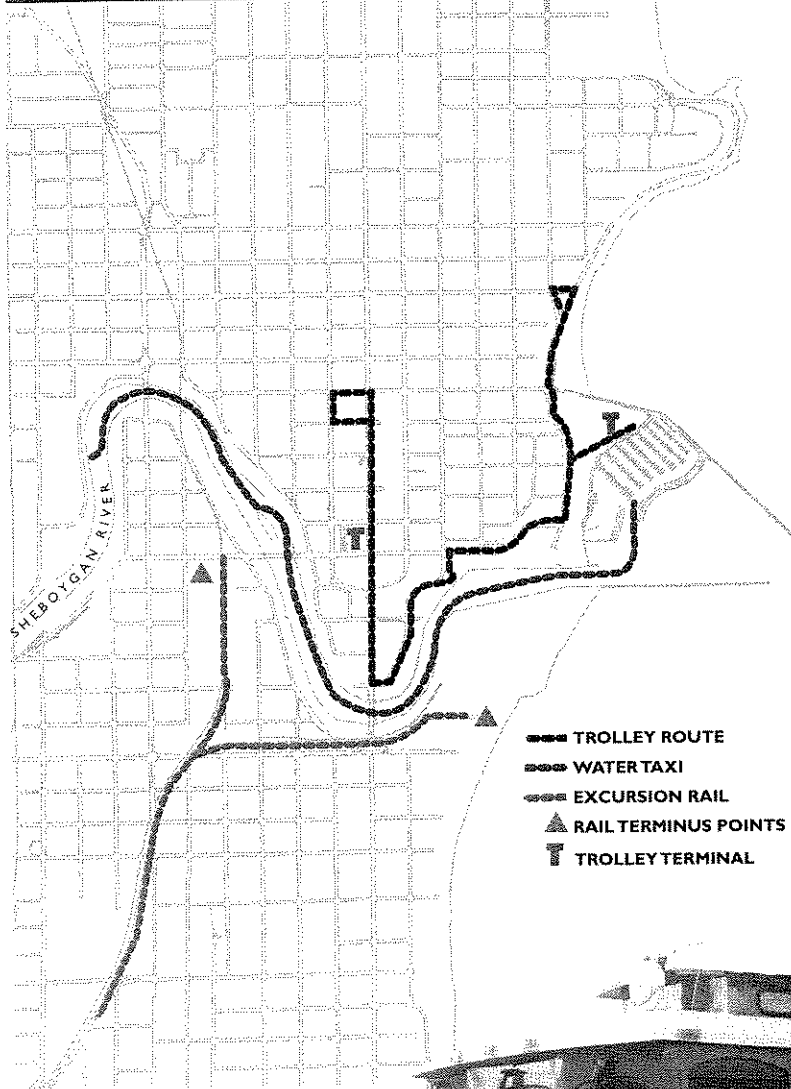 T
T
SHEBOYGAN RIVER
TROLLEY ROUTE
WATER TAXI
EXCURSION RAIL
RAIL TERMINUS POINTS
T TROLLEY TERMINAL